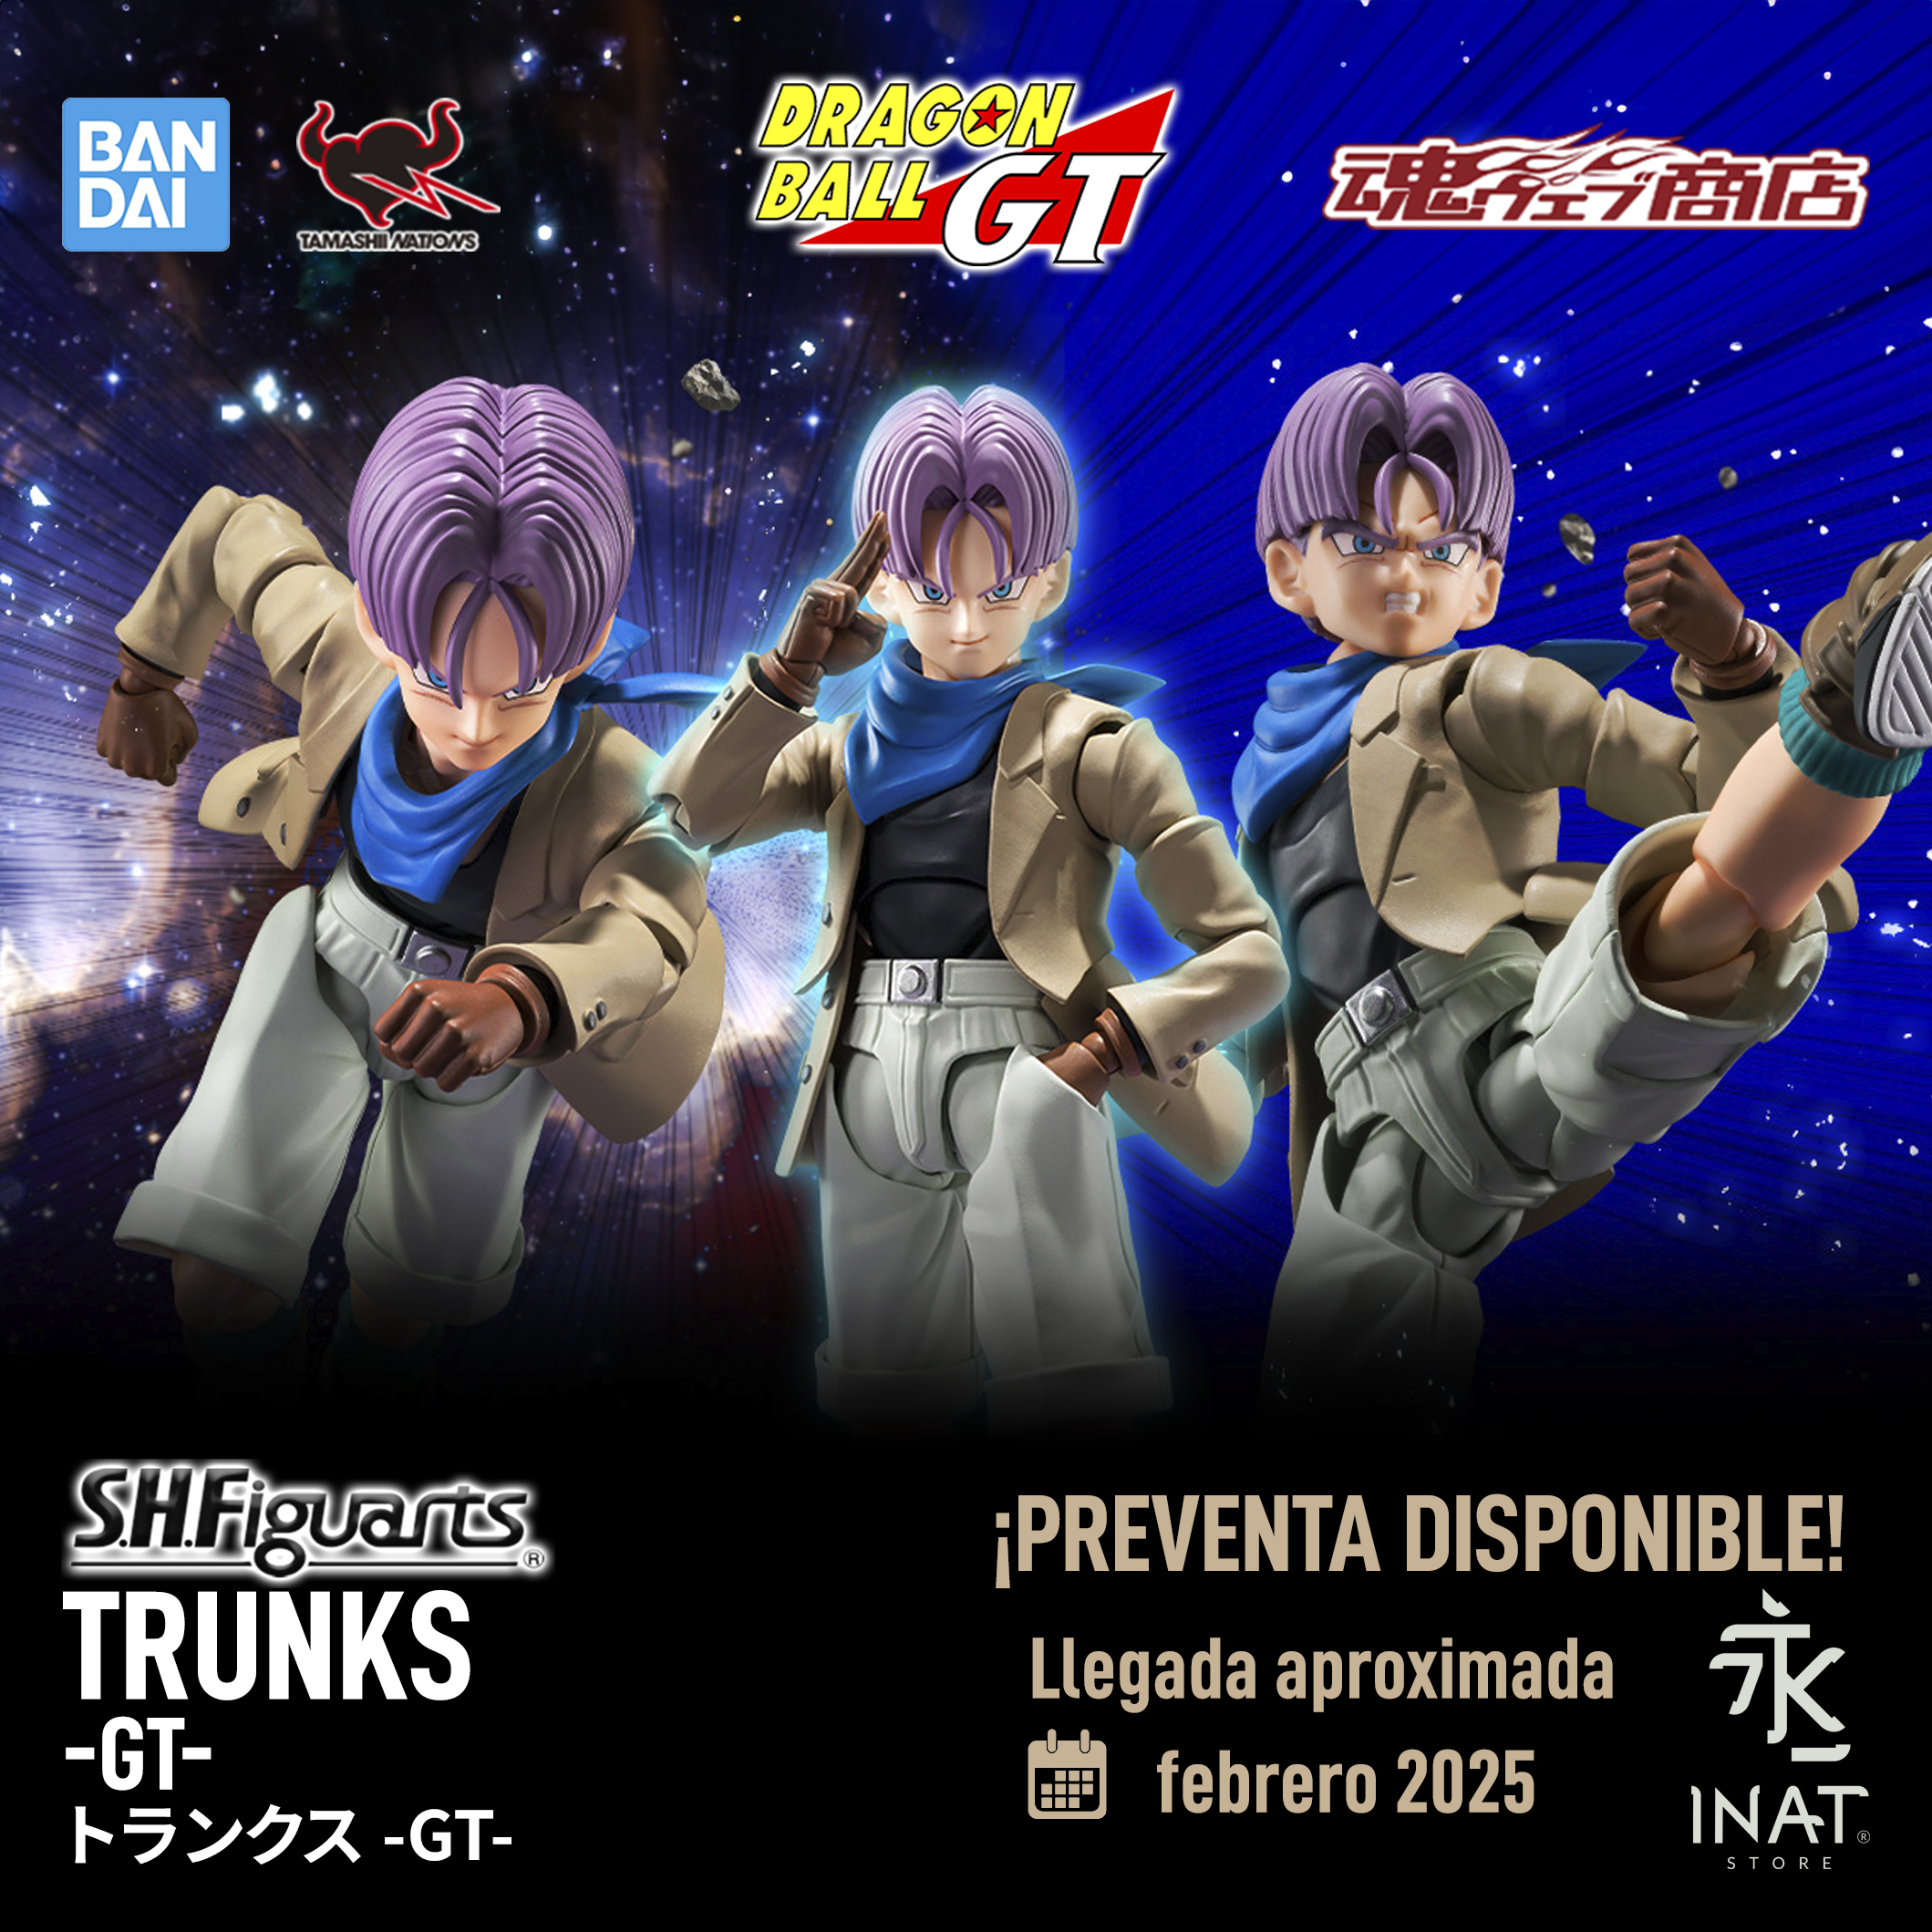 BAN
DAI
TAMASHII NATIONS
DRAGON
BALL GT
魂ウェブ商店
S.H.Figuarts®
TRUNKS
-GT-
トランクス -GT-
¡PREVENTA DISPONIBLE!
Llegada aproximada
febrero 2025
永
INAT®
STORE